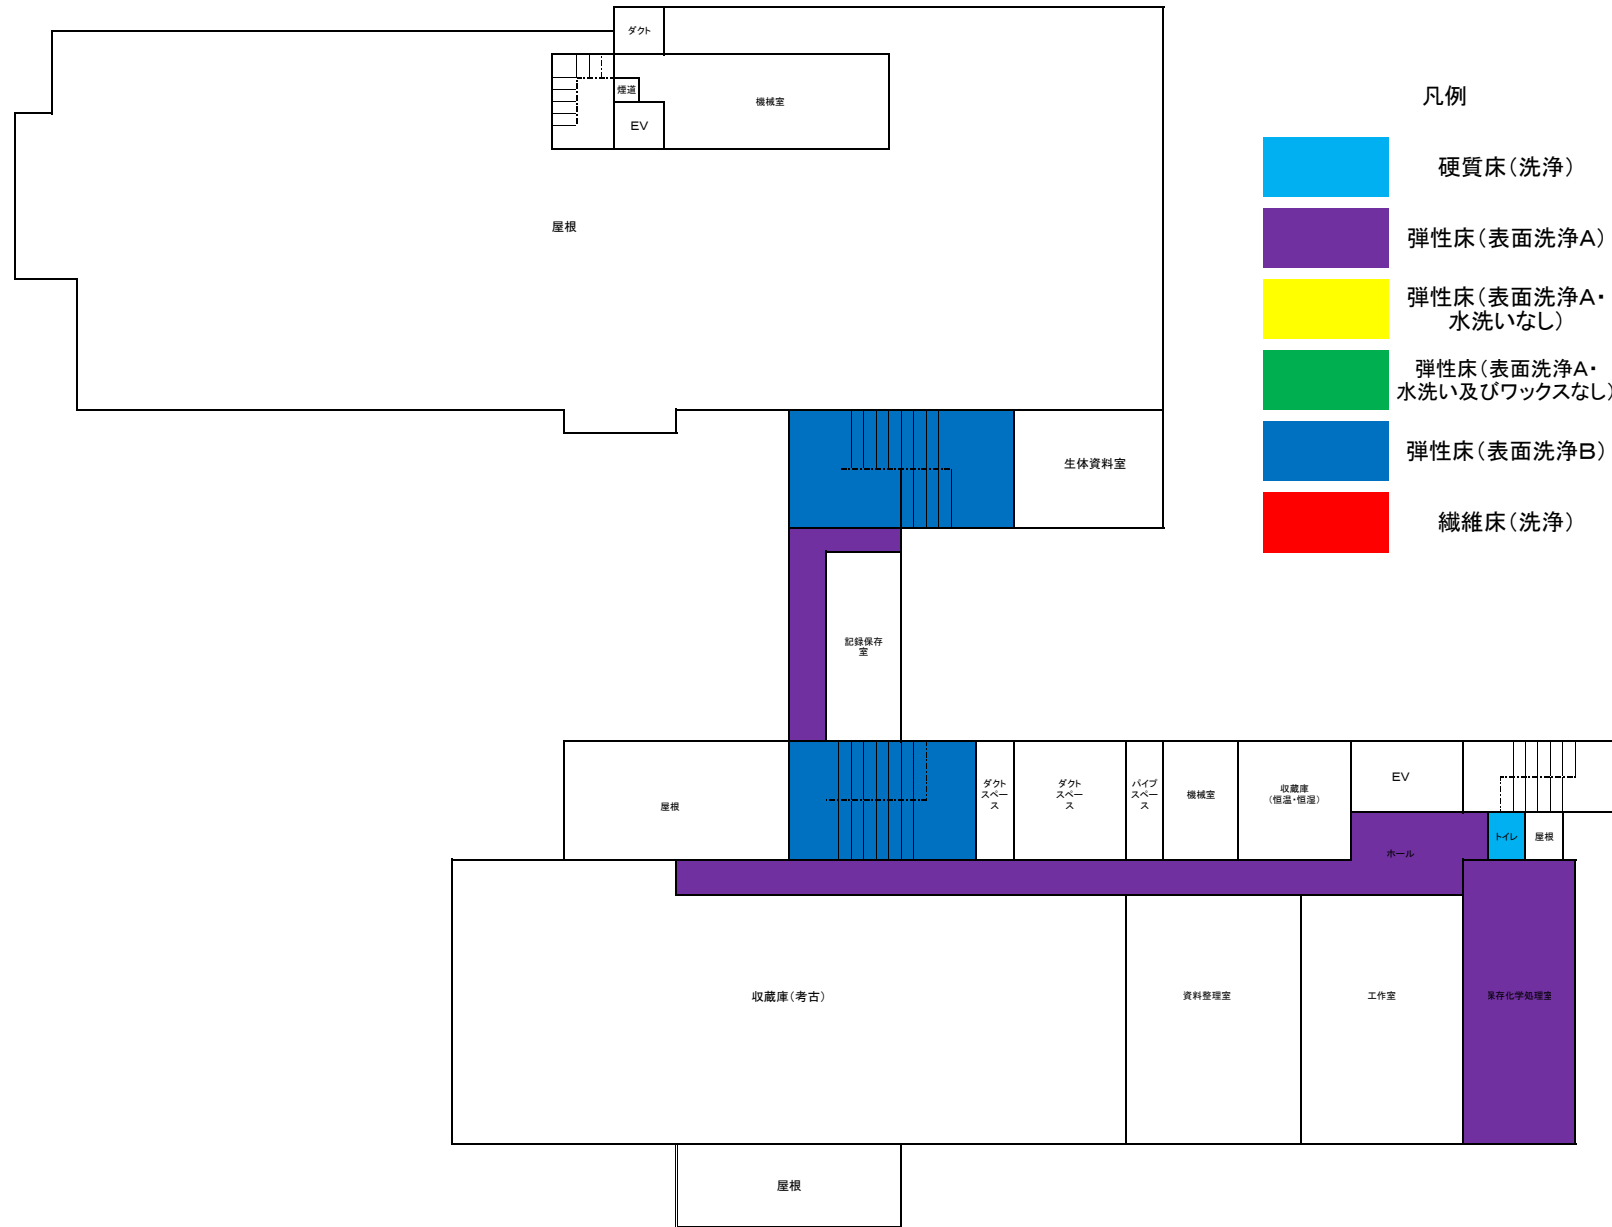 ダクト
煙道
機械室
EV
屋根
凡例
硬質床(洗浄)
弾性床(表面洗浄A)
弾性床(表面洗浄A・
水洗いなし)
弾性床(表面洗浄A・
水洗い及びワックスなし)
弾性床(表面洗浄B)
繊維床(洗浄)
生体資料室
記録保存
室
屋根
ダクト
スペー
ス
ダクト
スペー
ス
パイプ
スペー
ス
機械室
収蔵庫
(恒温・恒湿)
EV
トイレ
屋根
ホール
収蔵庫(考古)
資料整理室
工作室
保存化学処理室
屋根